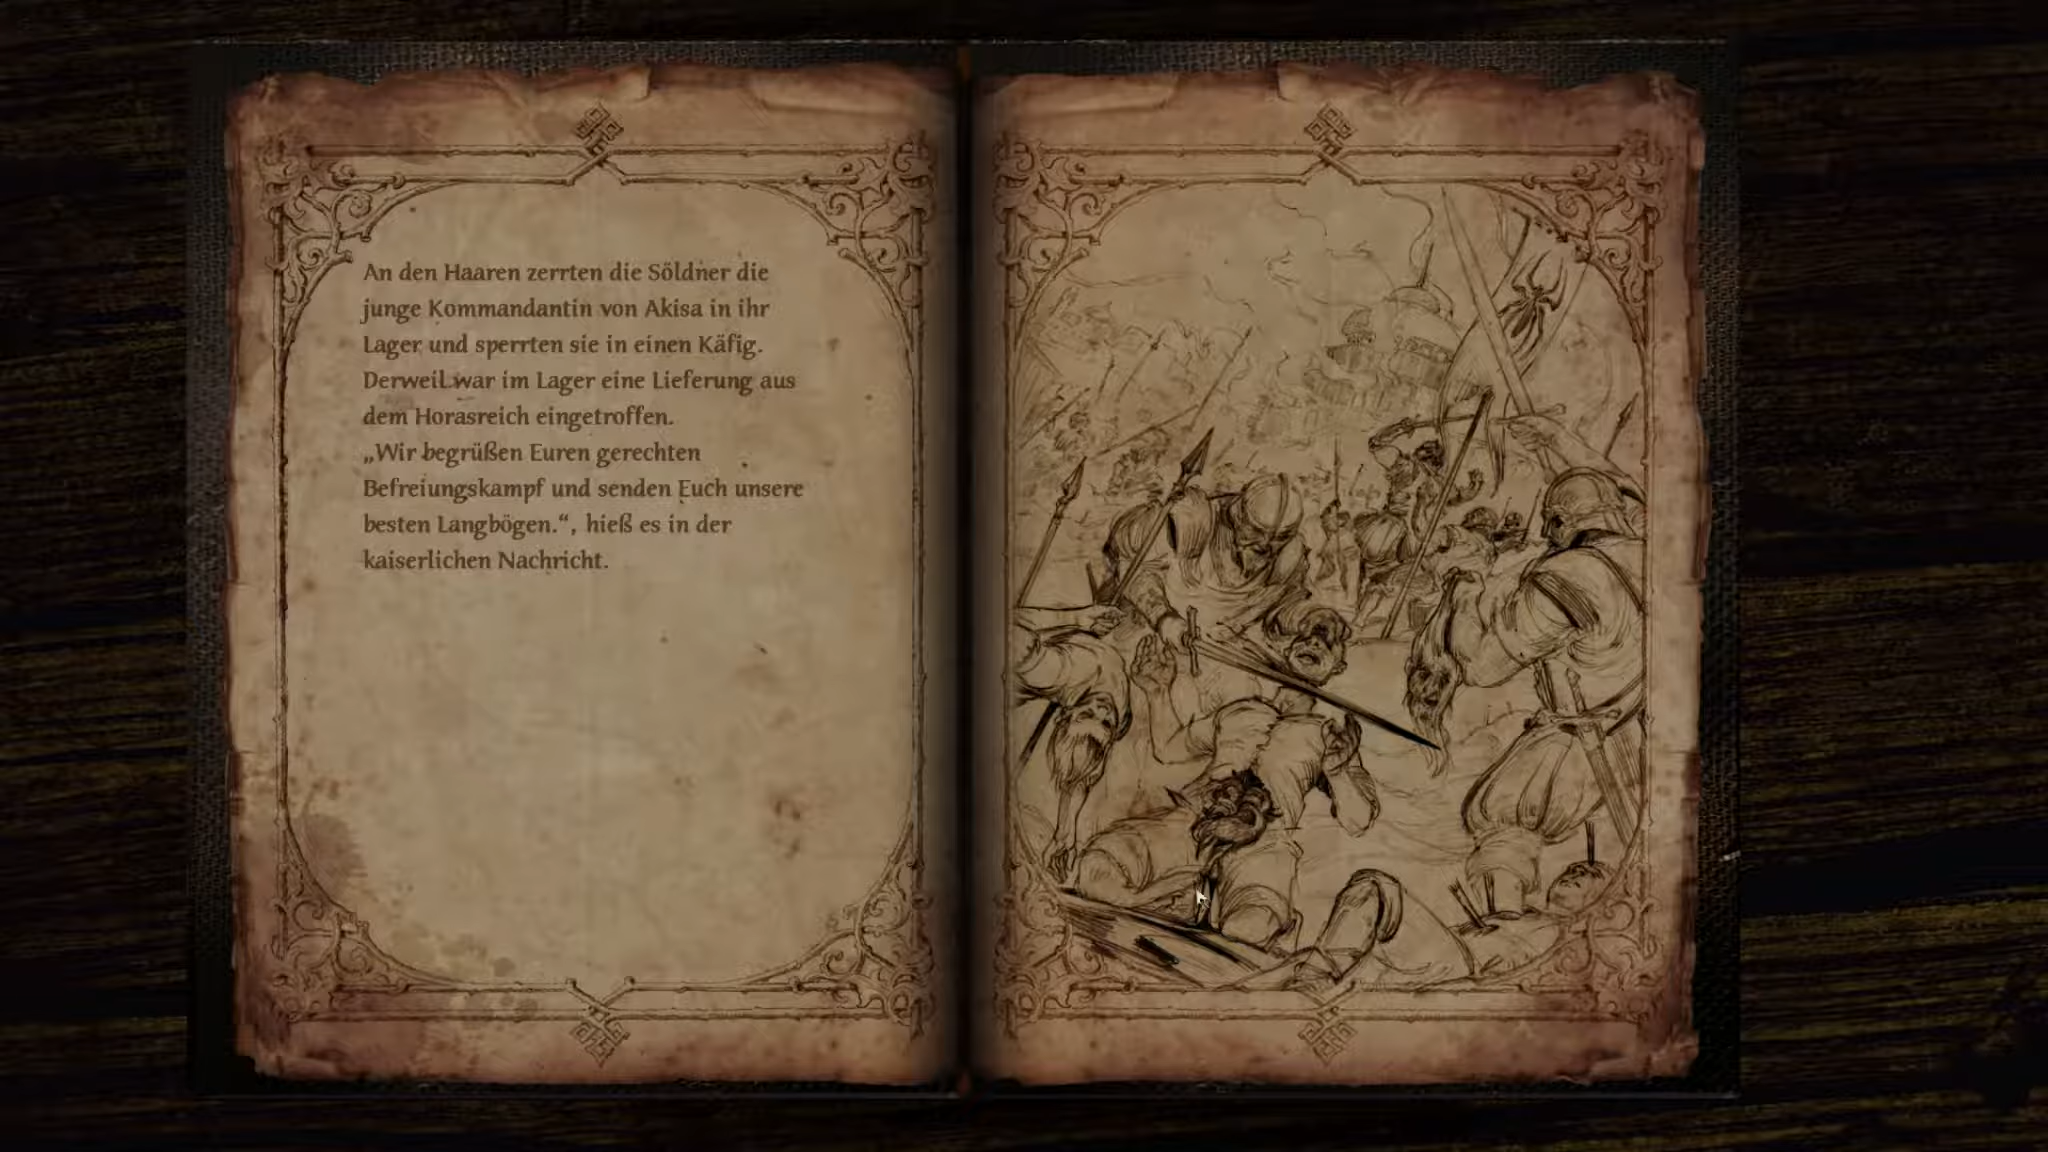 An den Haaren zerrten die Söldner die
junge Kommandantin von Akisa in ihr
Lager und sperrten sie in einen Käfig.
Derweil war im Lager eine Lieferung aus
dem Horasreich eingetroffen.
„Wir begrüßen Euren gerechten
Befreiungskampf und senden Euch unsere
besten Langbögen.“, hieß es in der
kaiserlichen Nachricht.